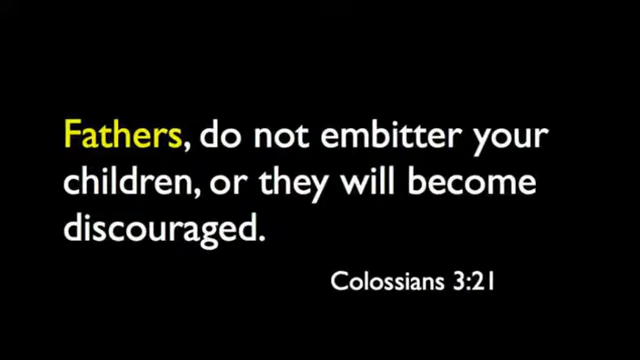 Fathers, do not embitter your
children, or they will become
discouraged.
Colossians 3:21